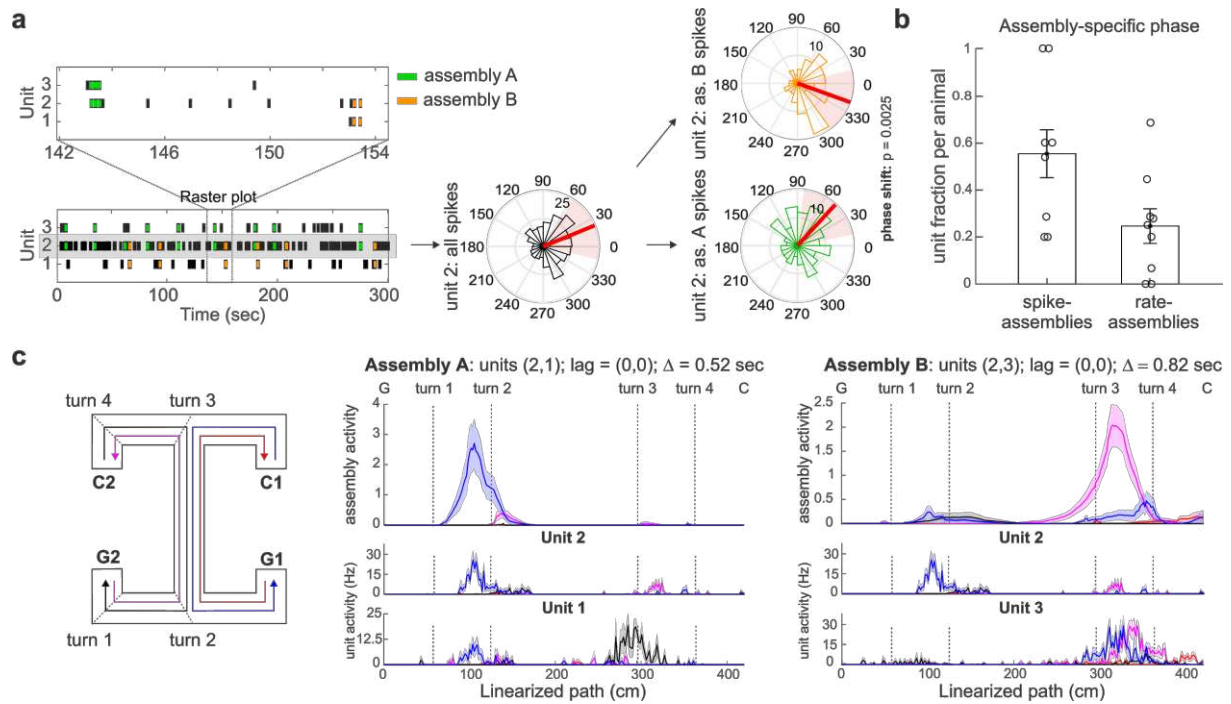 a
Unit
3
2
1
142
146
150
154
assembly A
assembly B
Raster plot
Unit
3
2
1
0
100
200
300
Time (sec)
unit 2: all spikes
90
120
60
150
25
30
180
0
210
330
240
300
270
unit 2: as. B spikes
90
120
60
150
10
30
180
0
210
330
240
300
270
unit 2: as. A spikes
90
120
60
150
10
30
180
0
210
330
240
300
270
phase shift: p = 0.0025
b
Assembly-specific phase
unit fraction per animal
1
0.8
0.6
0.4
0.2
0
spike-
assemblies
rate-
assemblies
c
turn 4
turn 3
C2
C1
G2
G1
turn 1
turn 2
Assembly A: units (2,1); lag = (0,0); Δ = 0.52 sec
G
turn 1
turn 2
turn 3
turn 4
C
assembly activity
4
3
2
1
0
Unit 2
unit activity (Hz)
30
15
0
Unit 1
25
12.5
0
0
100
200
300
400
Linearized path (cm)
Assembly B: units (2,3); lag = (0,0); Δ = 0.82 sec
G
turn 1
turn 2
turn 3
turn 4
C
assembly activity
2.5
2
1.5
1
0.5
0
Unit 2
unit activity (Hz)
30
15
0
Unit 3
30
15
0
0
100
200
300
400
Linearized path (cm)